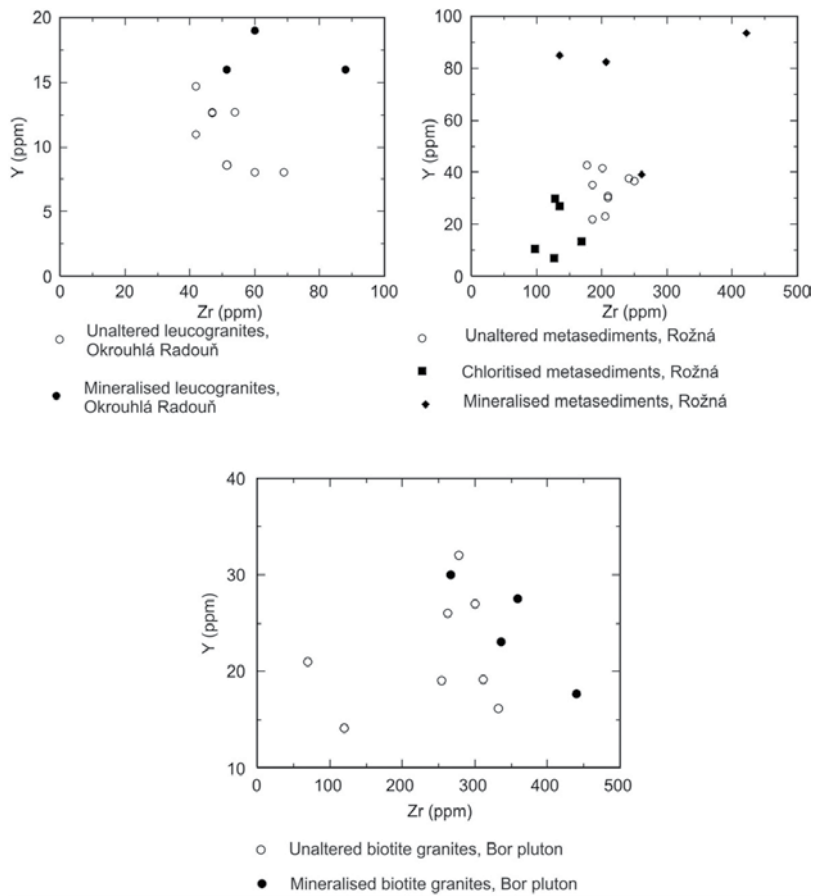 20
15
10
5
0
Y (ppm)
0 20 40 60 80 100
Zr (ppm)
Unaltered leucogranites,
Okrouhlá Radouň
Mineralised leucogranites,
Okrouhlá Radouň
100
80
60
40
20
0
Y (ppm)
0 100 200 300 400 500
Zr (ppm)
Unaltered metasediments, Rožná
Chloritised metasediments, Rožná
Mineralised metasediments, Rožná
40
30
20
10
Y (ppm)
0 100 200 300 400 500
Zr (ppm)
Unaltered biotite granites, Bor pluton
Mineralised biotite granites, Bor pluton